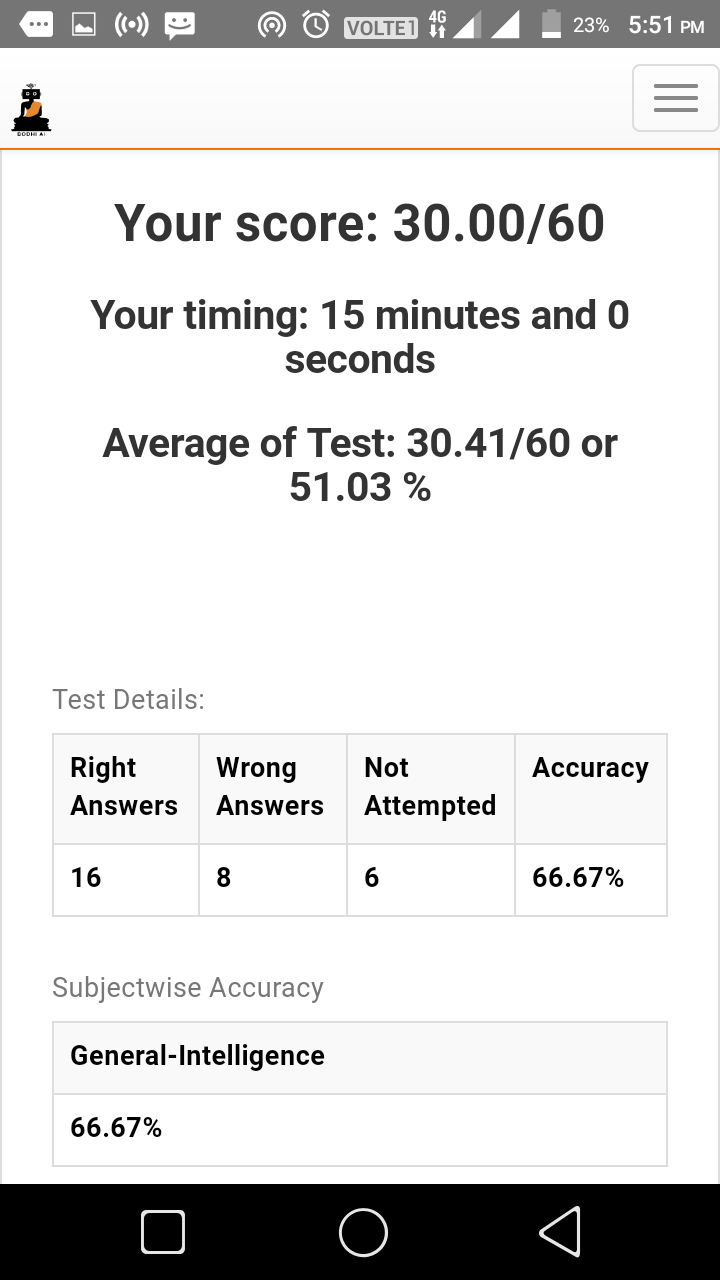 VOLTE1 4G 23% 5:51 PM
BODHI AI
Your score: 30.00/60
Your timing: 15 minutes and 0
seconds
Average of Test: 30.41/60 or
51.03 %
Test Details:
Right Answers Wrong Answers Not Attempted Accuracy
16 8 6 66.67%
Subjectwise Accuracy
General-Intelligence
66.67%